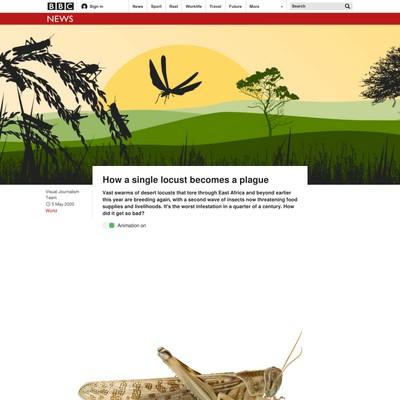 BBC Sign in News Sport Reel Worklife Travel Future More Search
NEWS
How a single locust becomes a plague
Visual Journalism
Team
5 May 2020
World
Vast swarms of desert locusts that tore through East Africa and beyond earlier
this year are breeding again, with a second wave of insects now threatening food
supplies and livelihoods. It's the worst infestation in a quarter of a century. How
did it get so bad?
Animation on